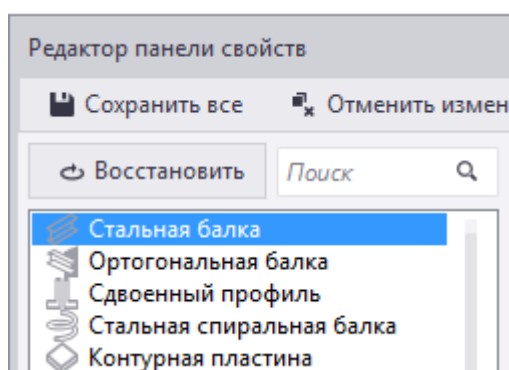 Редактор панели свойств
Сохранить все Отменить измен
Восстановить Поиск
Стальная балка
Ортогональная балка
Сдвоенный профиль
Стальная спиральная балка
Контурная пластина